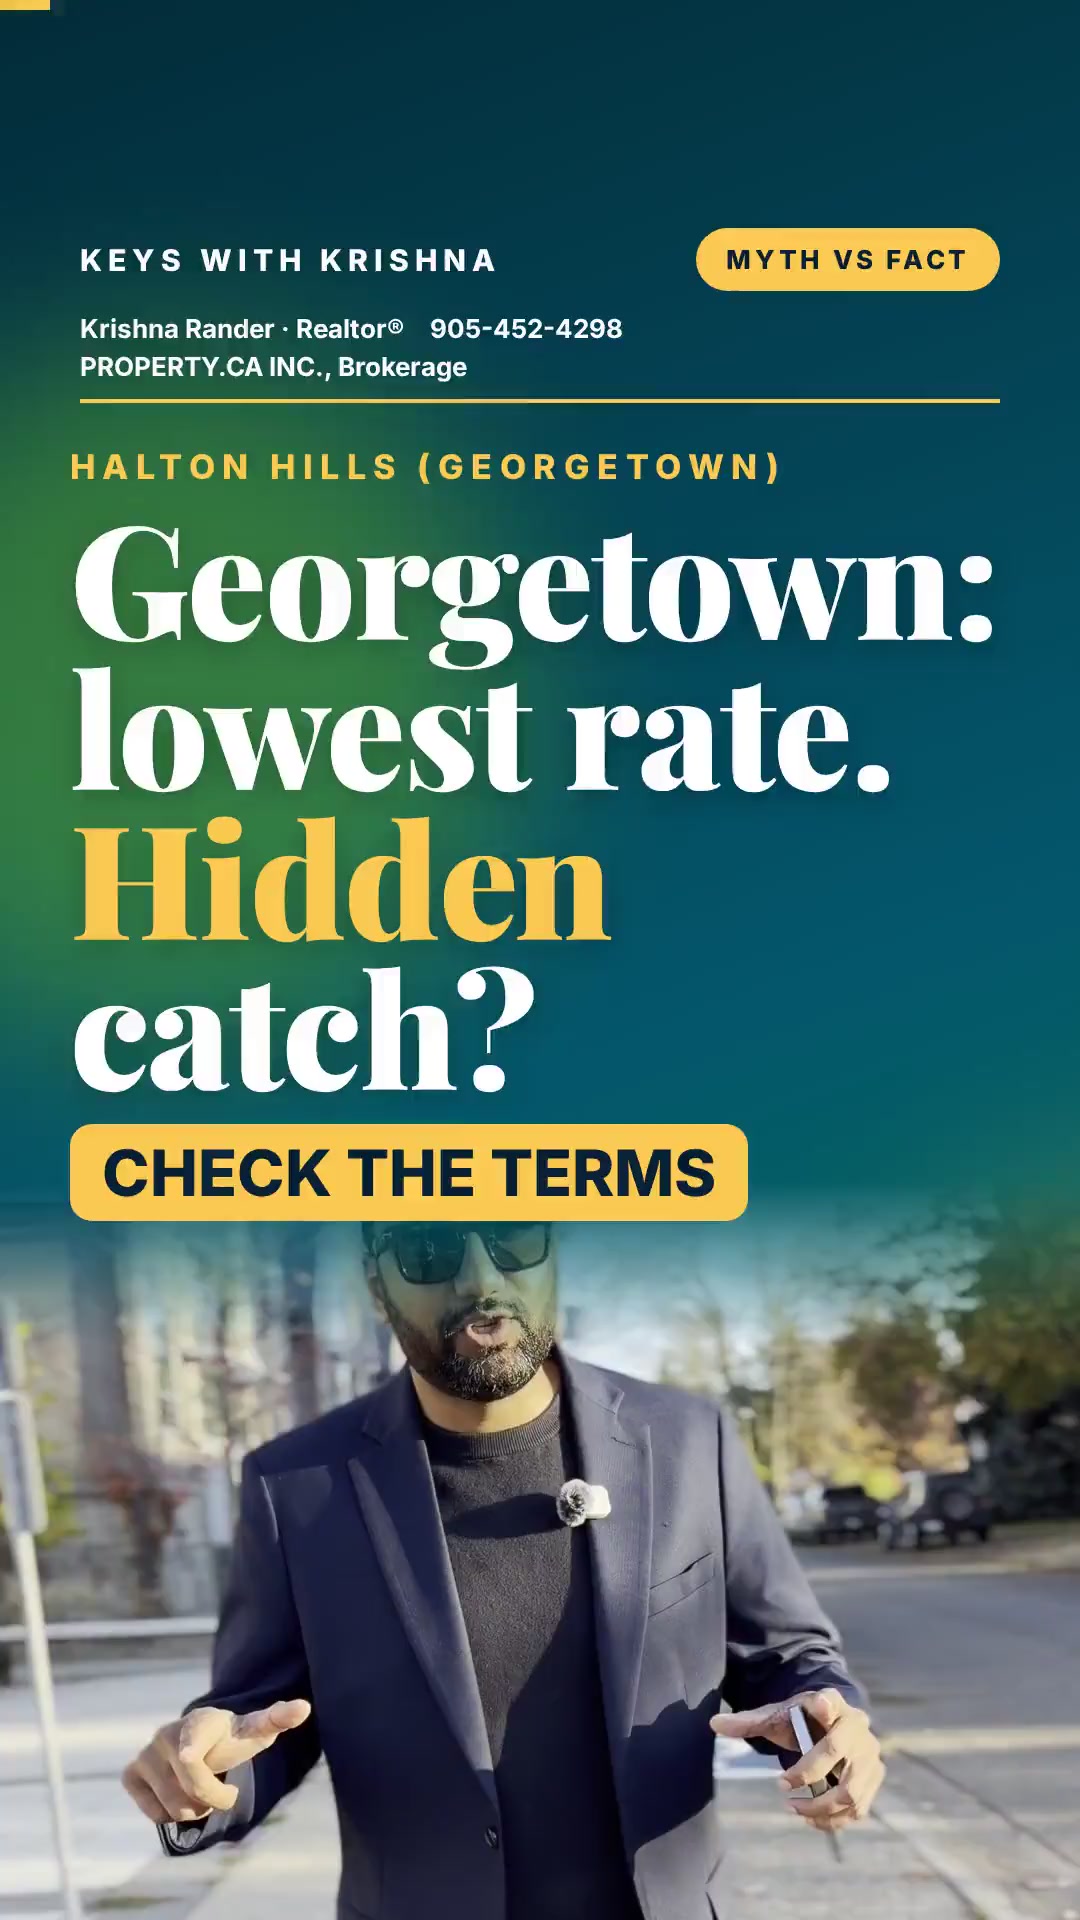 KEYS WITH KRISHNA
MYTH VS FACT
Krishna Rander · Realtor® 905-452-4298
PROPERTY.CA INC., Brokerage
HALTON HILLS (GEORGETOWN)
Georgetown:
lowest rate.
Hidden
catch?
CHECK THE TERMS